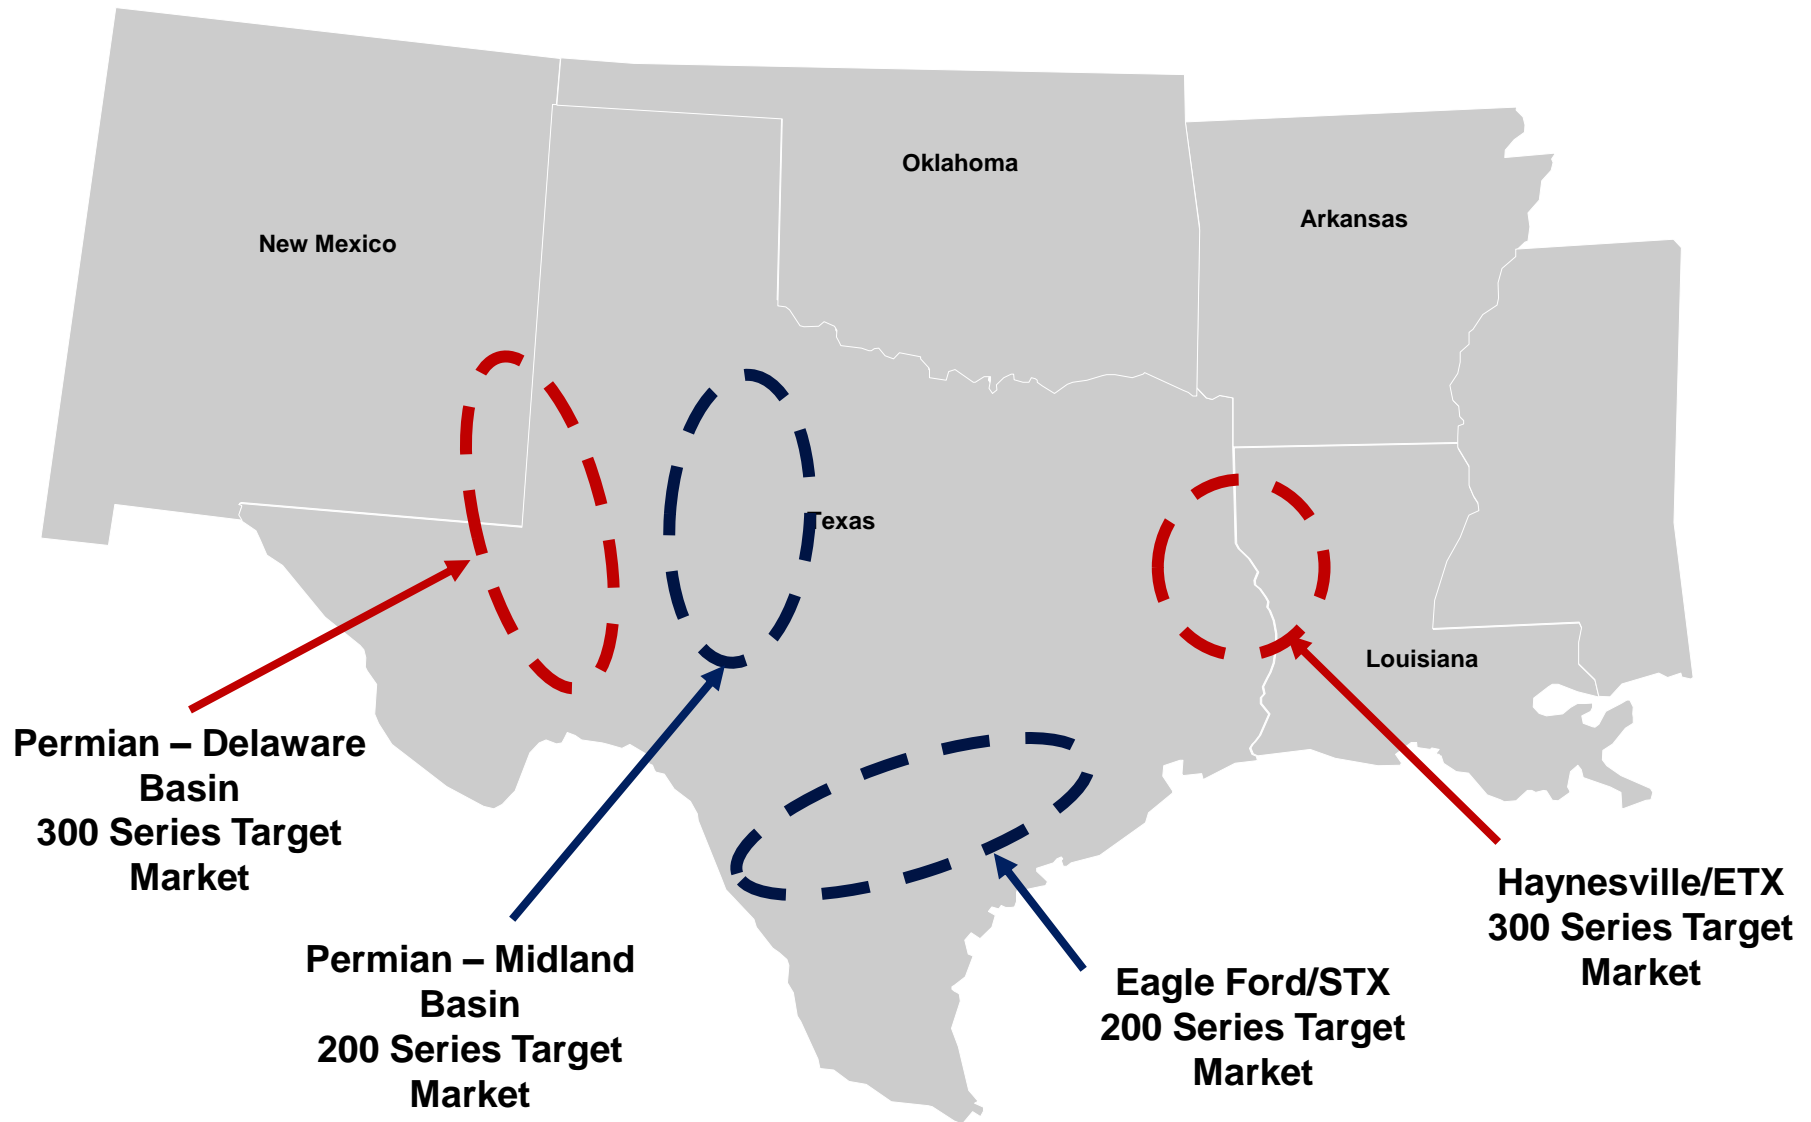 Oklahoma
Arkansas
New Mexico
Texas
Louisiana
Permian – Delaware
Basin
300 Series Target
Market
Permian – Midland
Basin
200 Series Target
Market
Eagle Ford/STX
200 Series Target
Market
Haynesville/ETX
300 Series Target
Market